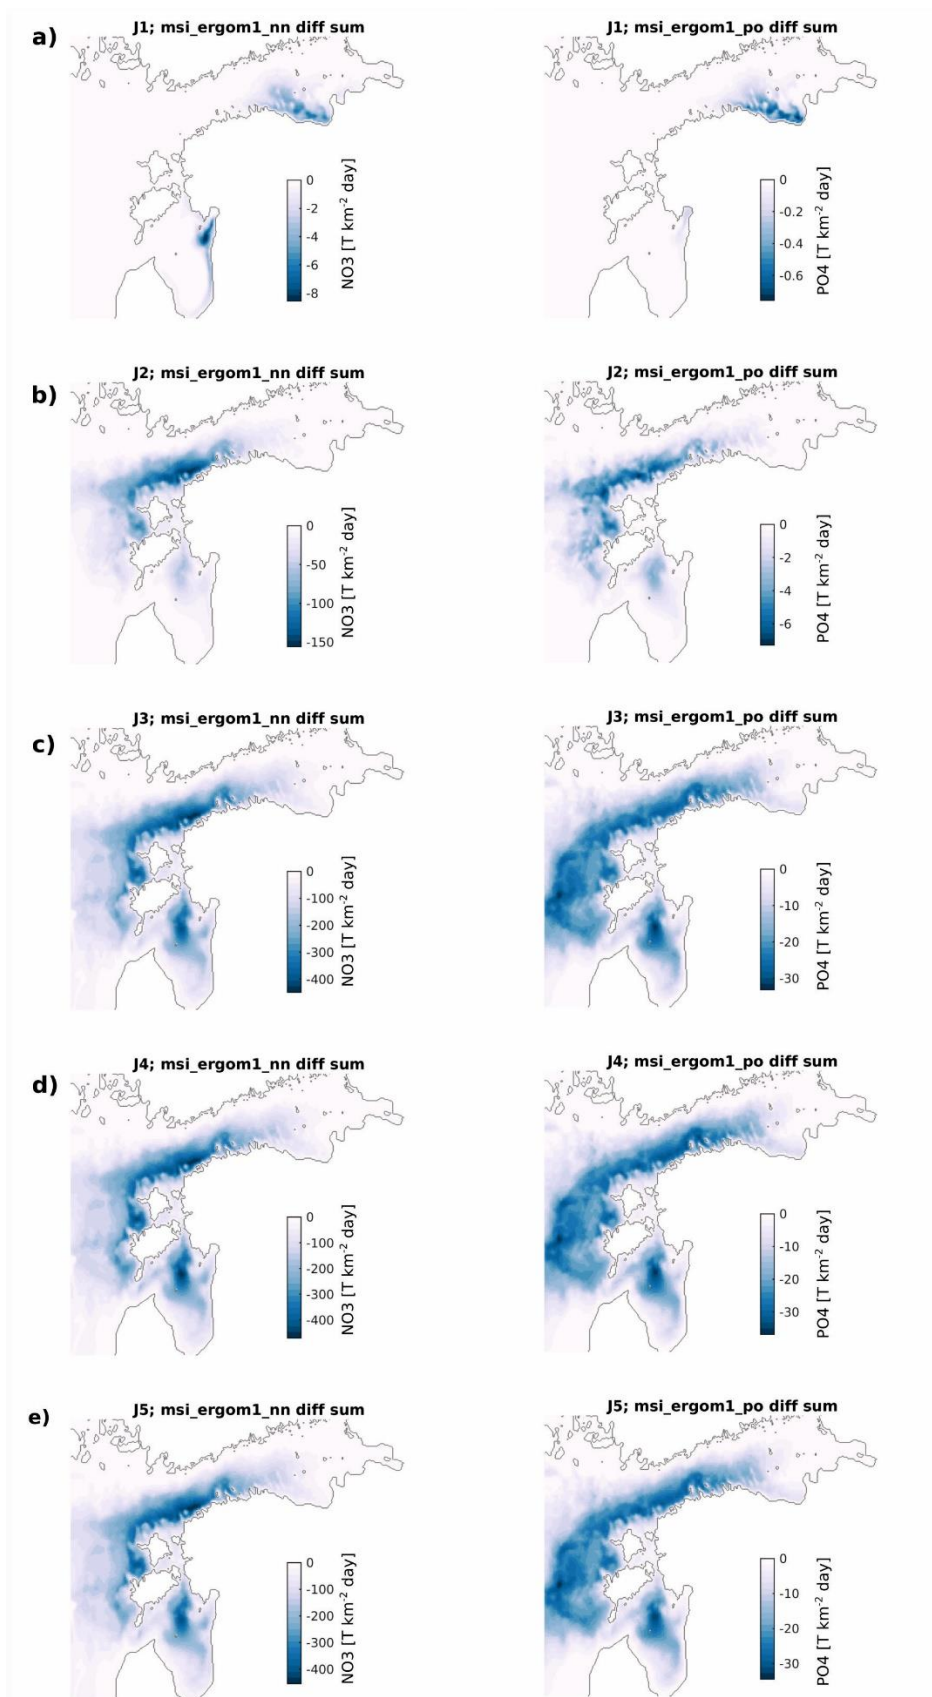 a)
J1; msi_ergom1_nn diff sum
0
-2
-4
-6
-8
NO3 [T km-2 day]
J1; msi_ergom1_po diff sum
0
-0.2
-0.4
-0.6
PO4 [T km-2 day]
b)
J2; msi_ergom1_nn diff sum
0
-50
-100
-150
NO3 [T km-2 day]
J2; msi_ergom1_po diff sum
0
-2
-4
-6
PO4 [T km-2 day]
c)
J3; msi_ergom1_nn diff sum
0
-100
-200
-300
-400
NO3 [T km-2 day]
J3; msi_ergom1_po diff sum
0
-10
-20
-30
PO4 [T km-2 day]
d)
J4; msi_ergom1_nn diff sum
0
-100
-200
-300
-400
NO3 [T km-2 day]
J4; msi_ergom1_po diff sum
0
-10
-20
-30
PO4 [T km-2 day]
e)
J5; msi_ergom1_nn diff sum
0
-100
-200
-300
-400
NO3 [T km-2 day]
J5; msi_ergom1_po diff sum
0
-10
-20
-30
PO4 [T km-2 day]